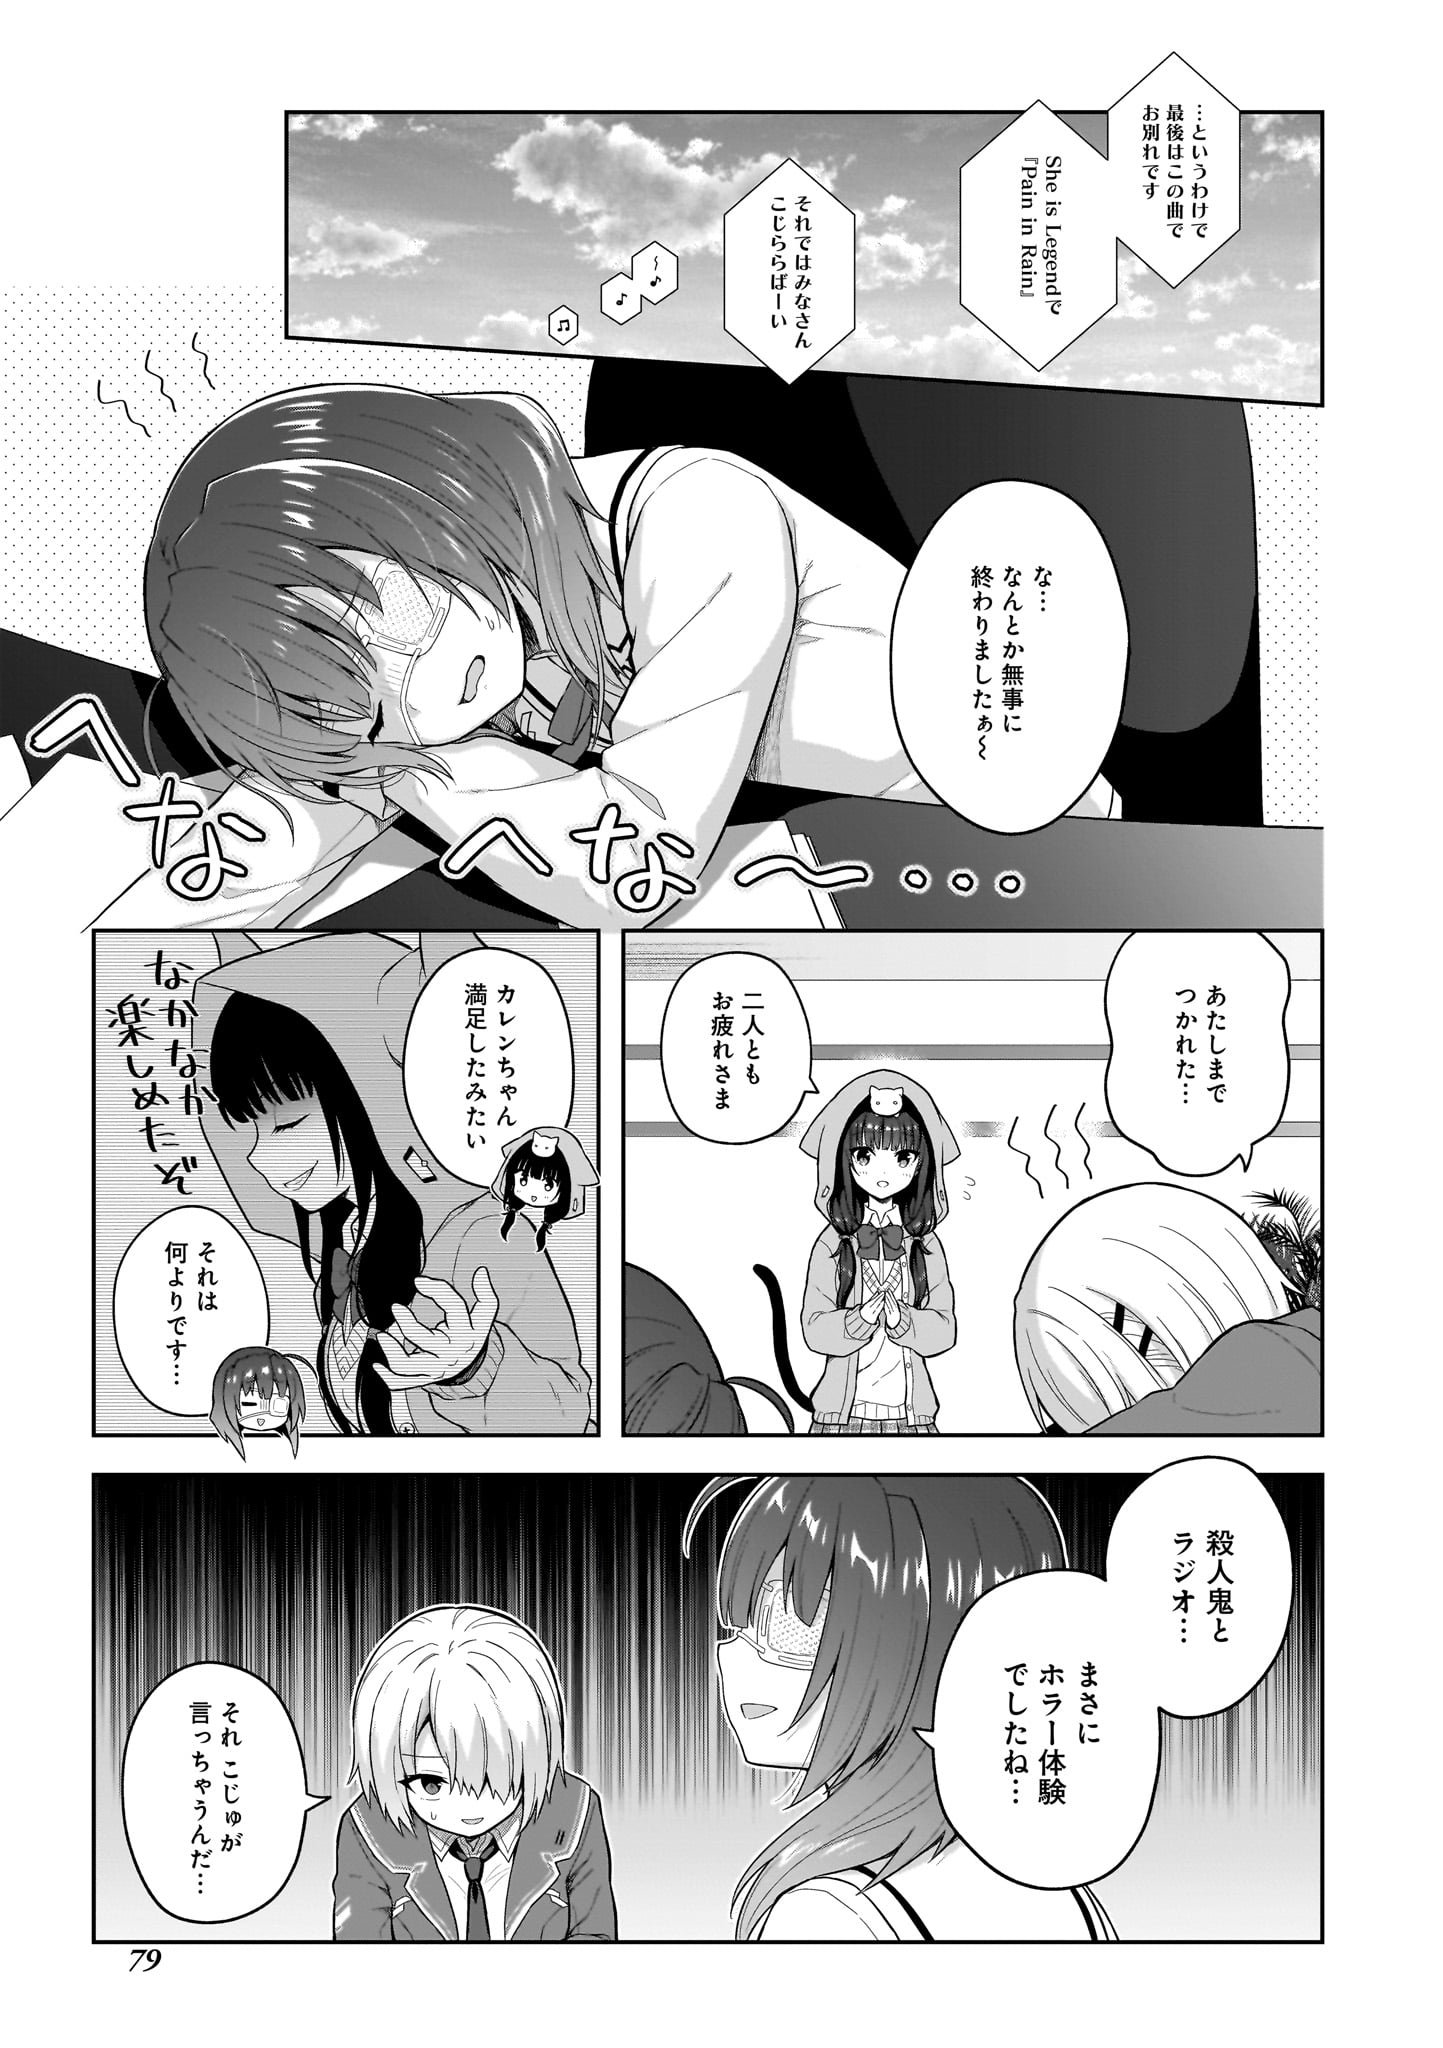 …というわけで
最後はこの曲で
お別れです
She is Legendで
『Pain in Rain』
それではみなさん
こじららばーい
～♪
♪
♫
な…
なんとか無事に
終わりましたぁ～
へなへな～…
あたしまで
つかれた…
二人とも
お疲れさま
カレンちゃん
満足したみたい
なかなか
楽しめたぞ
それは
何よりです…
殺人鬼と
ラジオ…
まさに
ホラー体験
でしたね…
それ こじゅが
言っちゃうんだ…
79